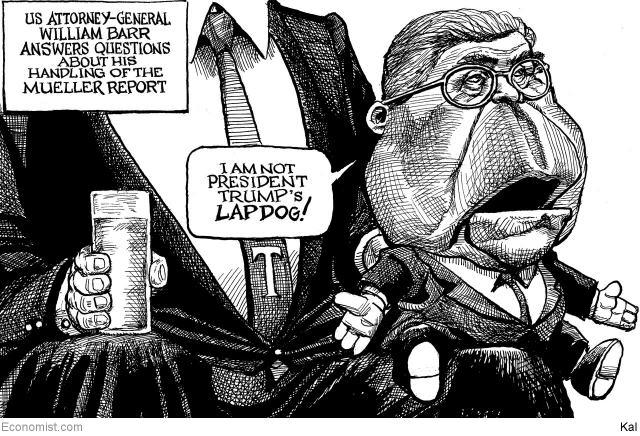 US ATTORNEY-GENERAL
WILLIAM BARR
ANSWERS QUESTIONS
ABOUT HIS
HANDLING OF THE
MUELLER REPORT
I AM NOT
PRESIDENT
TRUMP'S
LAPDOG!
T
Economist.com
Kal